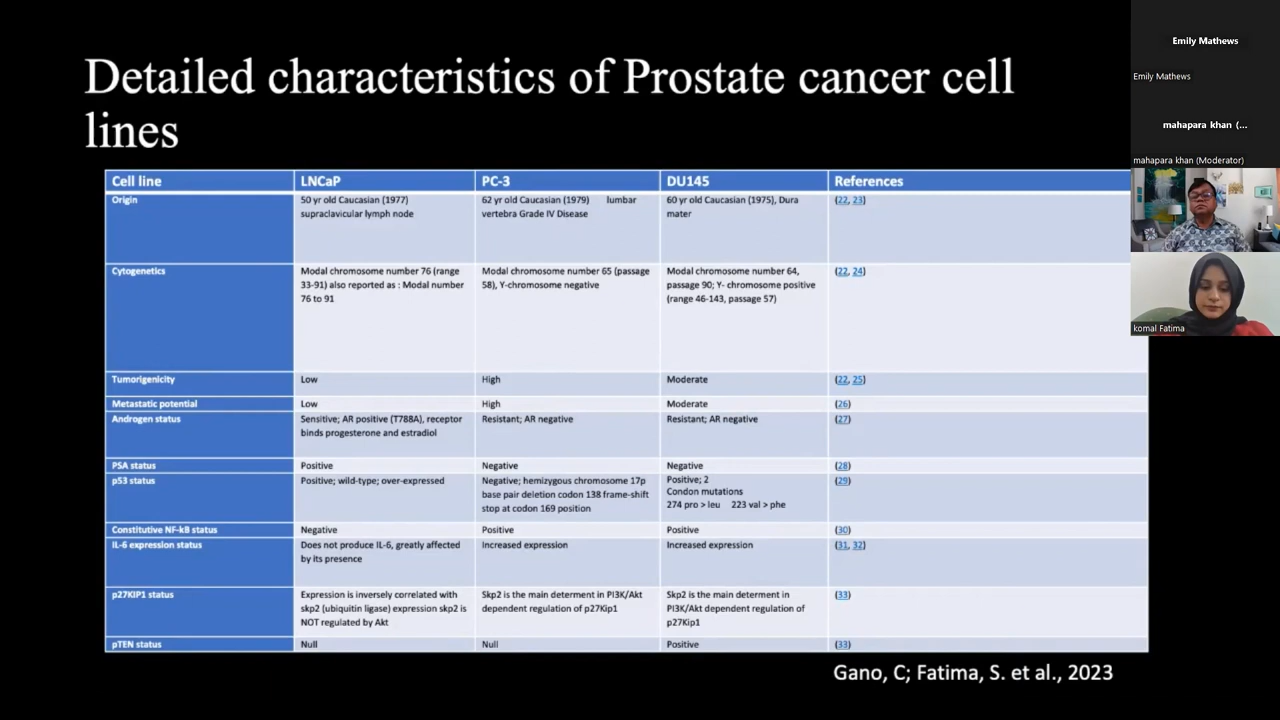 Detailed characteristics of Prostate cancer cell
lines
Cell line LNCaP PC-3 DU145 References
Origin
50 yr old Caucasian (1977)
supraclavicular lymph node
62 yr old Caucasian (1979) lumbar
vertebra Grade IV Disease
60 yr old Caucasian (1975), Dura
mater
(22, 23)
Cytogenetics
Modal chromosome number 76 (range
33-91) also reported as : Modal number
76 to 91
Modal chromosome number 65 (passage
58), Y-chromosome negative
Modal chromosome number 64,
passage 90; Y- chromosome positive
(range 46-143, passage 57)
(22, 24)
Tumorigenicity Low High Moderate (22, 25)
Metastatic potential Low High Moderate (26)
Androgen status
Sensitive; AR positive (T788A), receptor
binds progesterone and estradiol
Resistant; AR negative
Resistant; AR negative
(27)
PSA status Positive Negative Negative (28)
p53 status
Positive; wild-type; over-expressed
Negative; hemizygous chromosome 17p
base pair deletion codon 138 frame-shift
stop at codon 169 position
Positive; 2
Condon mutations
274 pro > leu 223 val > phe
(29)
Constitutive NF-kB status Negative Positive Positive (30)
IL-6 expression status
Does not produce IL-6, greatly affected
by its presence
Increased expression
Increased expression
(31, 32)
p27KIP1 status
Expression is inversely correlated with
skp2 (ubiquitin ligase) expression skp2 is
NOT regulated by Akt
Skp2 is the main determent in PI3K/Akt
dependent regulation of p27Kip1
Skp2 is the main determent in
PI3K/Akt dependent regulation of
p27Kip1
(33)
pTEN status Null Null Positive (33)
Gano, C; Fatima, S. et al., 2023
Emily Mathews
Emily Mathews
mahapara khan (...
mahapara khan (Moderator)
komal Fatima